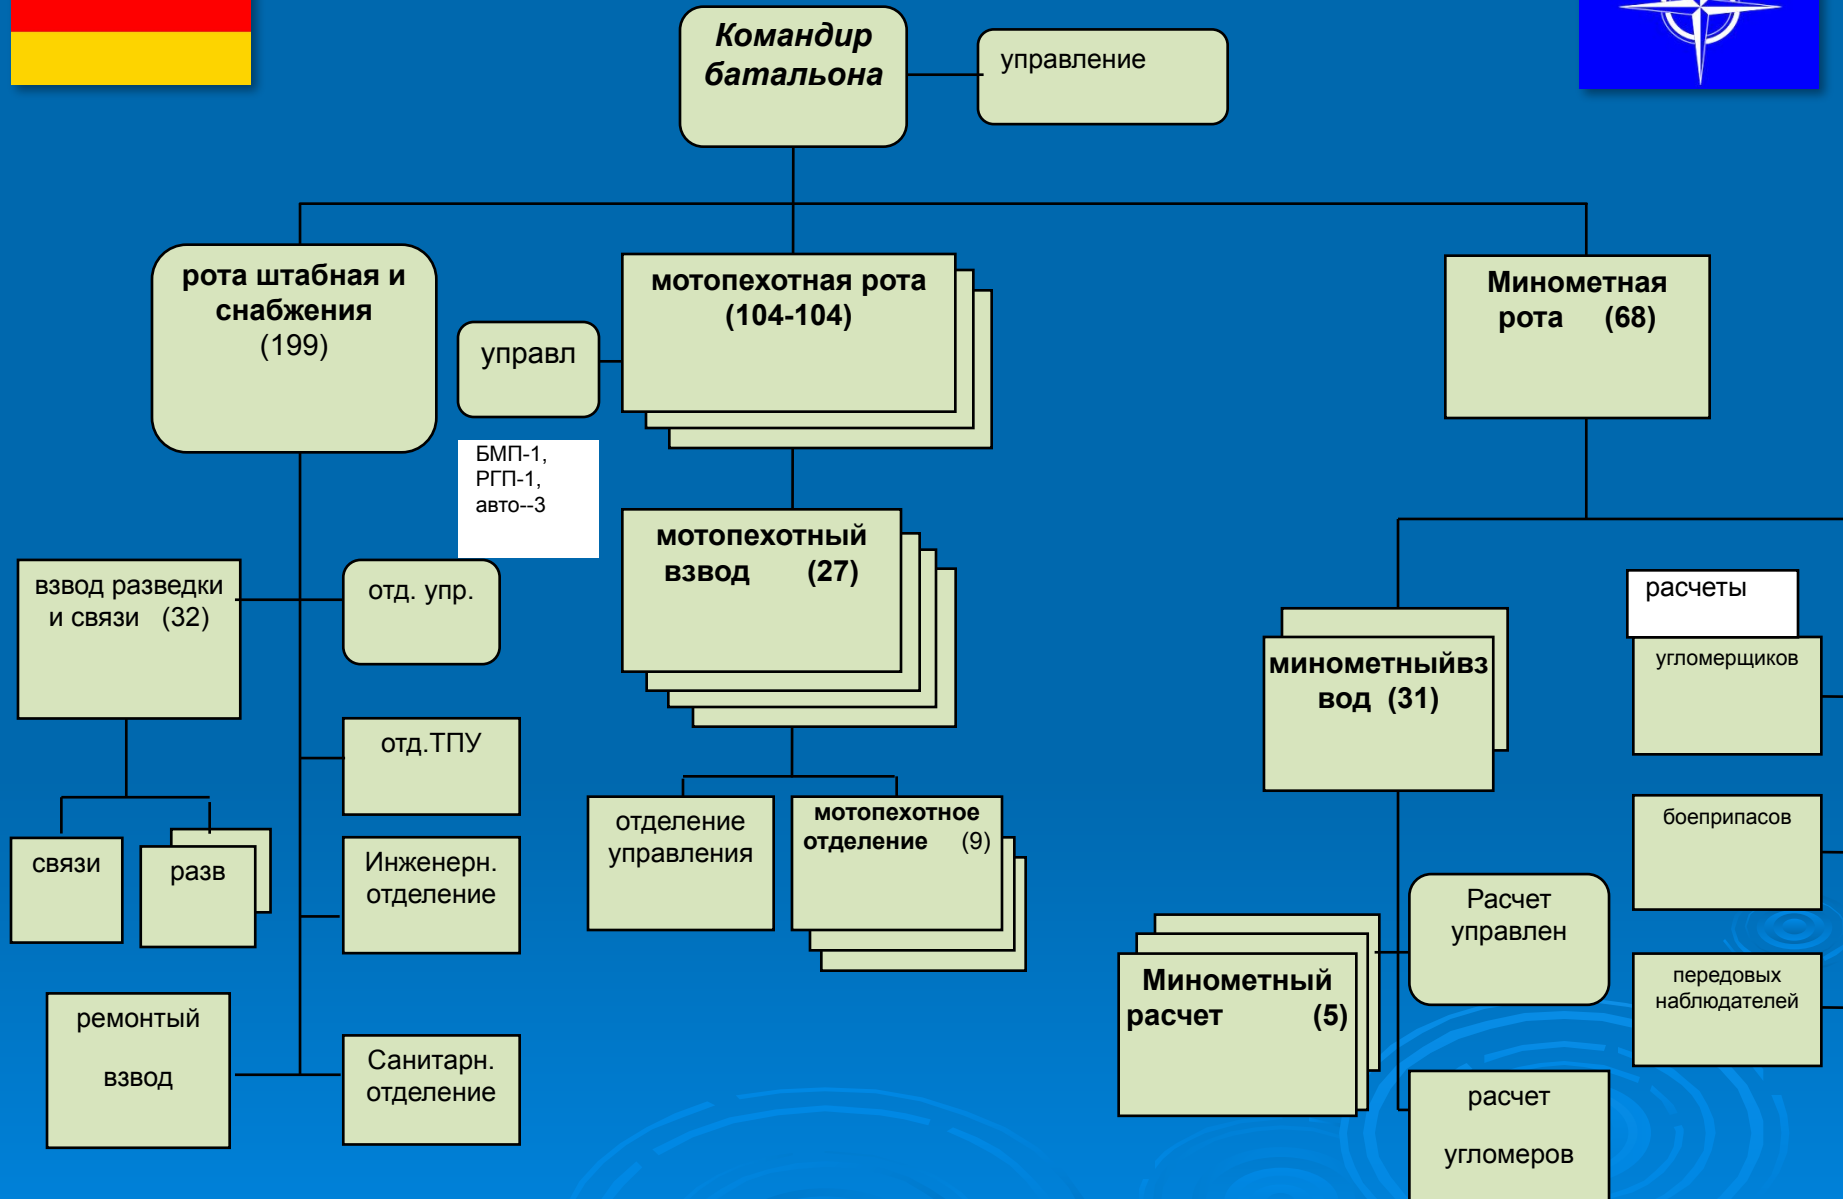 Командир
батальона
управление
рота штабная и
снабжения
(199)
мотопехотная рота
(104-104)
Минометная
рота (68)
управл
БМП-1,
РГП-1,
авто--3
мотопехотный
взвод (27)
взвод разведки
и связи (32)
отд. упр.
расчеты
угломерщиков
минометныйвз
вод (31)
отд.ТПУ
боеприпасов
отделение
управления
мотопехотное
отделение (9)
связи
разв
Инженерн.
отделение
Расчет
управлен
передовых
наблюдателей
Минометный
расчет (5)
ремонтый
взвод
Санитарн.
отделение
расчет
угломеров